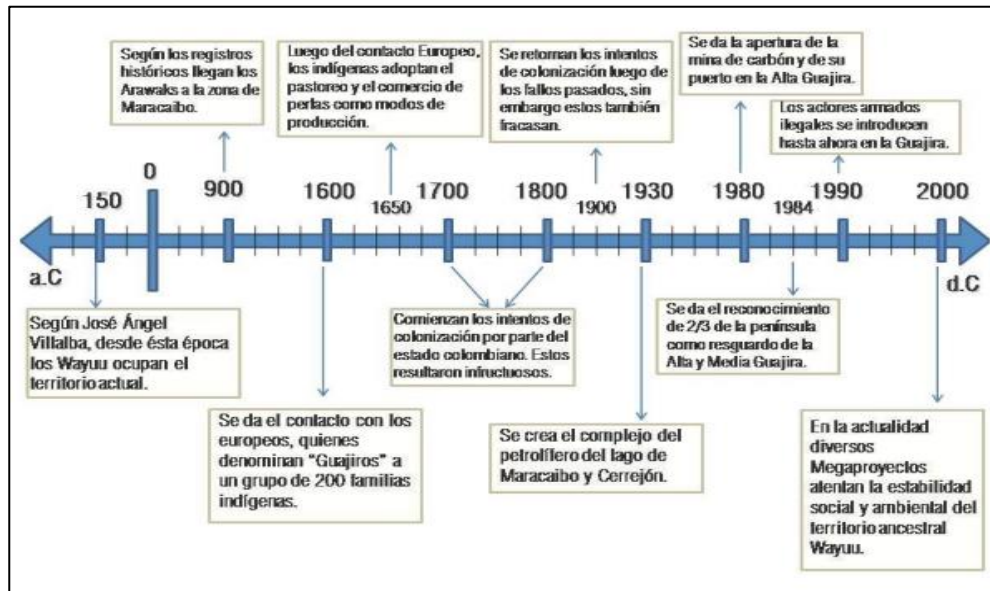 Según los registros
históricos llegan los
Arawaks a la zona de
Maracaibo.
Luego del contacto Europeo,
los indígenas adoptan el
pastoreo y el comercio de
perlas como modos de
producción.
Se retornan los intentos
de colonización luego de
los fallos pasados, sin
embargo estos también
fracasan.
Se da la apertura de la
mina de carbón y de su
puerto en la Alta Guajira.
Los actores armados
ilegales se introducen
hasta ahora en la Guajira.
150 0 900 1600 1650 1700 1800 1900 1930 1980 1984 1990 2000
a.C d.C
Según José Ángel
Villalba, desde ésta época
los Wayuu ocupan el
territorio actual.
Se da el contacto con los
europeos, quienes
denominan “Guajiros” a
un grupo de 200 familias
indígenas.
Comienzan los intentos de
colonización por parte del
estado colombiano. Estos
resultaron infructuosos.
Se crea el complejo del
petrolífero del lago de
Maracaibo y Cerrejón.
Se da el reconocimiento
de 2/3 de la península
como resguardo de la
Alta y Media Guajira.
En la actualidad
diversos
Megaproyectos
atentan la estabilidad
social y ambiental del
territorio ancestral
Wayuu.